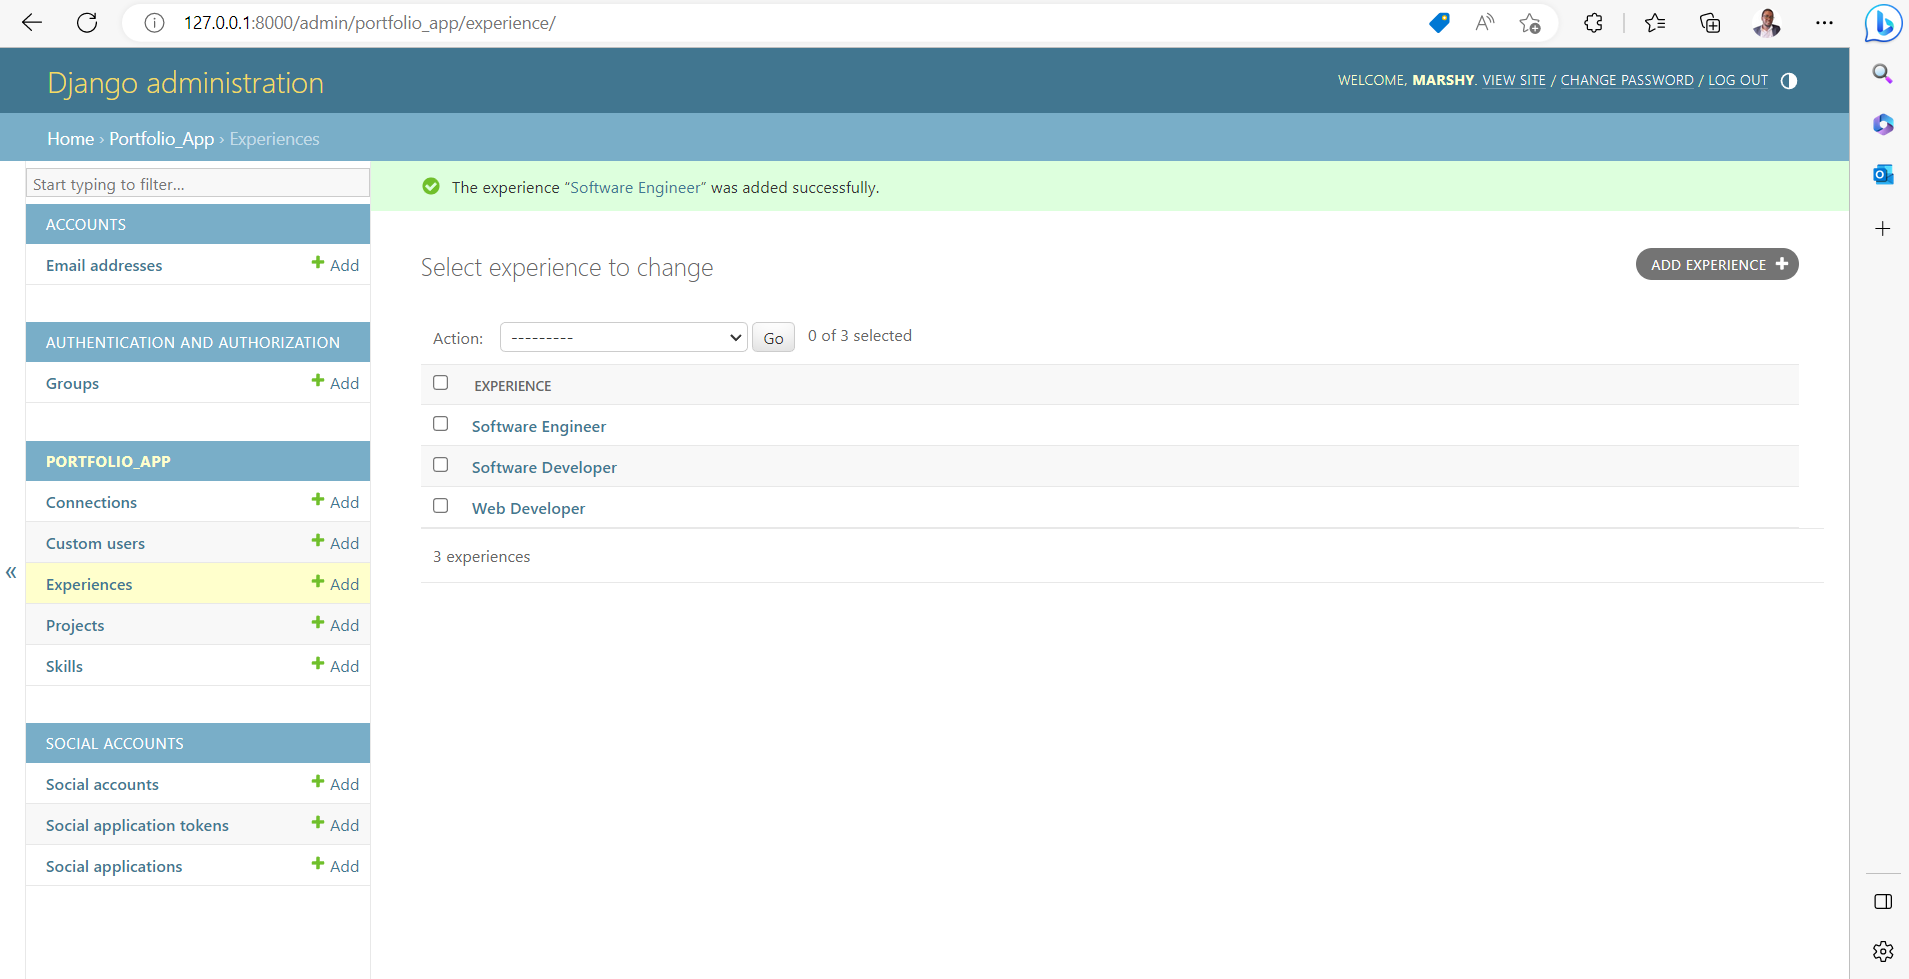 127.0.0.1:8000/admin/portfolio_app/experience/
Django administration
WELCOME, MARSHY. VIEW SITE / CHANGE PASSWORD / LOG OUT
Home › Portfolio_App › Experiences
Start typing to filter...
The experience “Software Engineer” was added successfully.
ACCOUNTS
Email addresses Add
AUTHENTICATION AND AUTHORIZATION
Groups Add
PORTFOLIO_APP
Connections Add
Custom users Add
Experiences Add
Projects Add
Skills Add
SOCIAL ACCOUNTS
Social accounts Add
Social application tokens Add
Social applications Add
«
Select experience to change
ADD EXPERIENCE
Action: --------- Go 0 of 3 selected
EXPERIENCE
Software Engineer
Software Developer
Web Developer
3 experiences